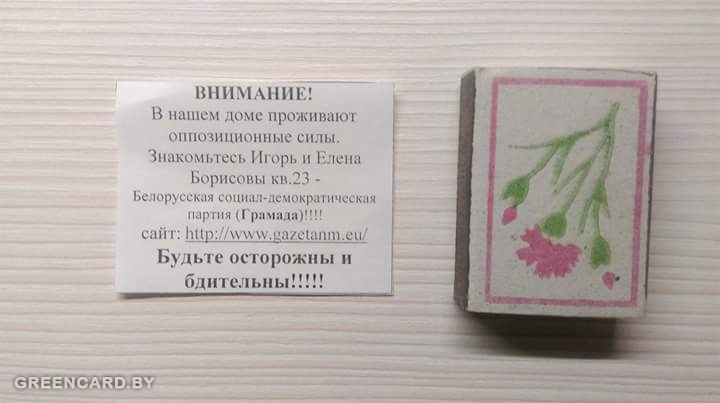 ВНИМАНИЕ!
В нашем доме проживают
оппозиционные силы.
Знакомьтесь Игорь и Елена
Борисовы кв.23 -
Белорусская социал-демократическая
партия (Грамада)!!!!
сайт: http://www.gazetanm.eu/
Будьте осторожны и
бдительны!!!!!
GREENCARD.BY